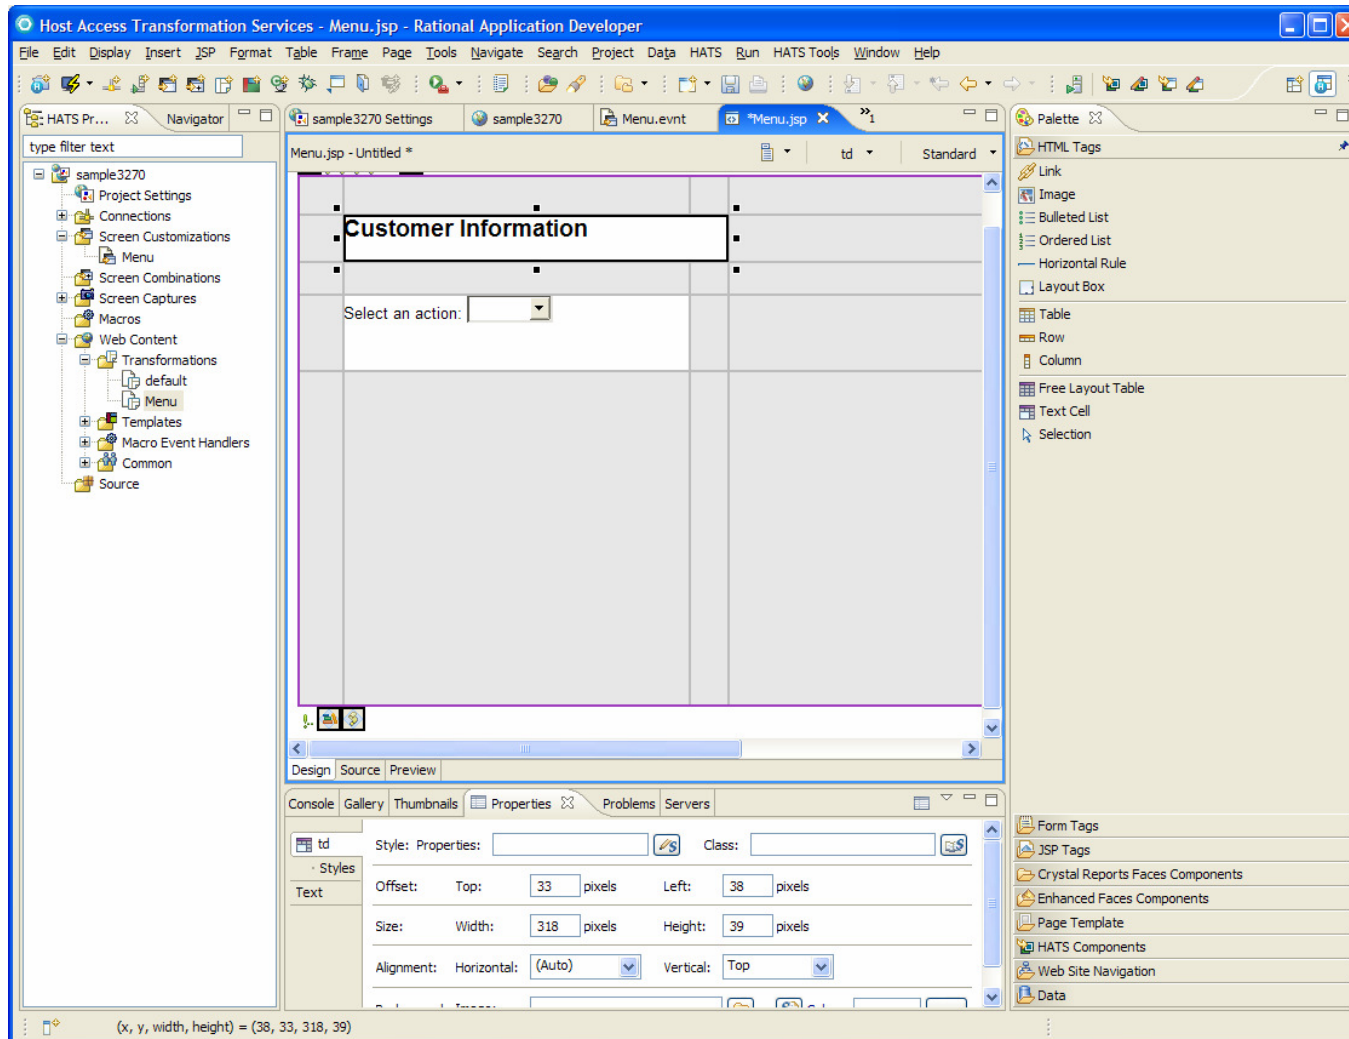 Host Access Transformation Services - Menu.jsp - Rational Application Developer
File Edit Display Insert JSP Format Table Frame Page Tools Navigate Search Project Data HATS Run HATS Tools Window Help
HATS Pr... Navigator
type filter text
sample3270
Project Settings
Connections
Screen Customizations
Menu
Screen Combinations
Screen Captures
Macros
Web Content
Transformations
default
Menu
Templates
Macro Event Handlers
Common
Source
sample3270 Settings sample3270 Menu.evnt *Menu.jsp »1
Menu.jsp - Untitled * td Standard
Customer Information
Select an action:
Design Source Preview
Console Gallery Thumbnails Properties Problems Servers
td
· Styles
Text
Style: Properties: Class:
Offset: Top: 33 pixels Left: 38 pixels
Size: Width: 318 pixels Height: 39 pixels
Alignment: Horizontal: (Auto) Vertical: Top
Palette
HTML Tags
Link
Image
Bulleted List
Ordered List
Horizontal Rule
Layout Box
Table
Row
Column
Free Layout Table
Text Cell
Selection
Form Tags
JSP Tags
Crystal Reports Faces Components
Enhanced Faces Components
Page Template
HATS Components
Web Site Navigation
Data
(x, y, width, height) = (38, 33, 318, 39)